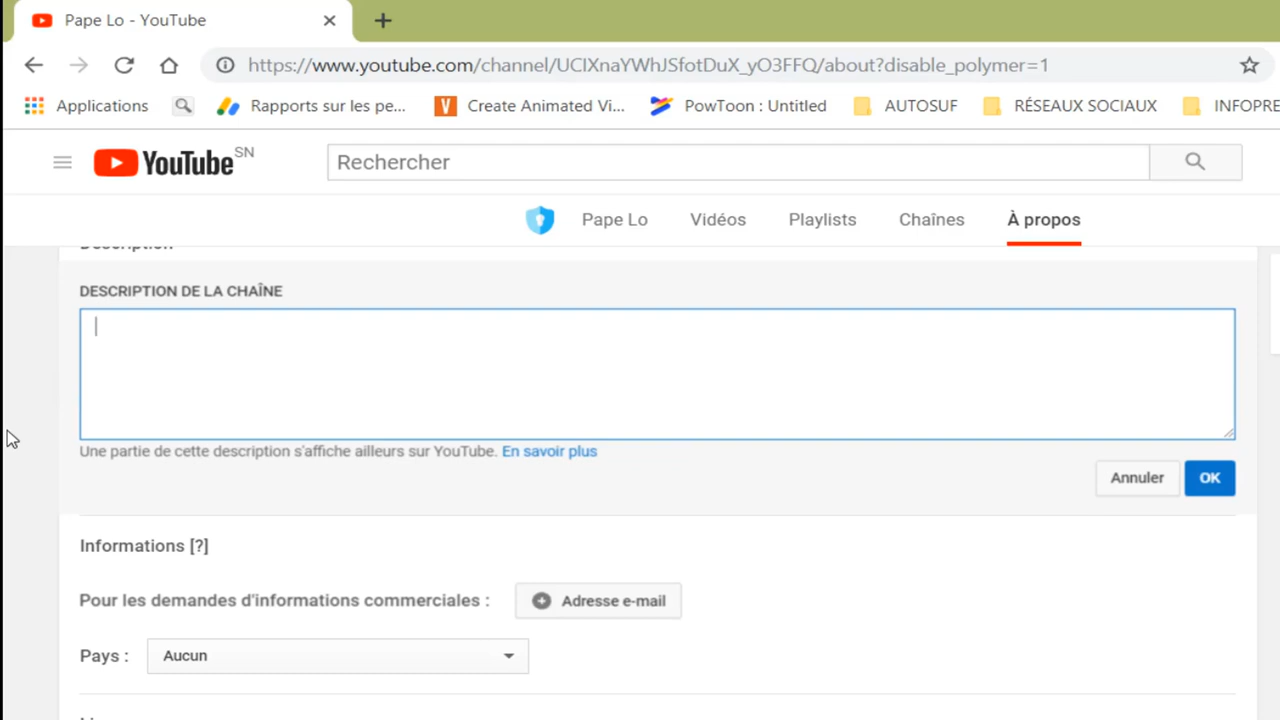 Pape Lo - YouTube
https://www.youtube.com/channel/UCIXnaYWhJSfotDuX_yO3FFQ/about?disable_polymer=1
Applications Rapports sur les pe... Create Animated Vi... PowToon : Untitled AUTOSUF RÉSEAUX SOCIAUX INFOPRE
YouTube SN Rechercher
Pape Lo Vidéos Playlists Chaînes À propos
Description
DESCRIPTION DE LA CHAÎNE
Une partie de cette description s'affiche ailleurs sur YouTube. En savoir plus
Annuler OK
Informations [?]
Pour les demandes d'informations commerciales : Adresse e-mail
Pays : Aucun